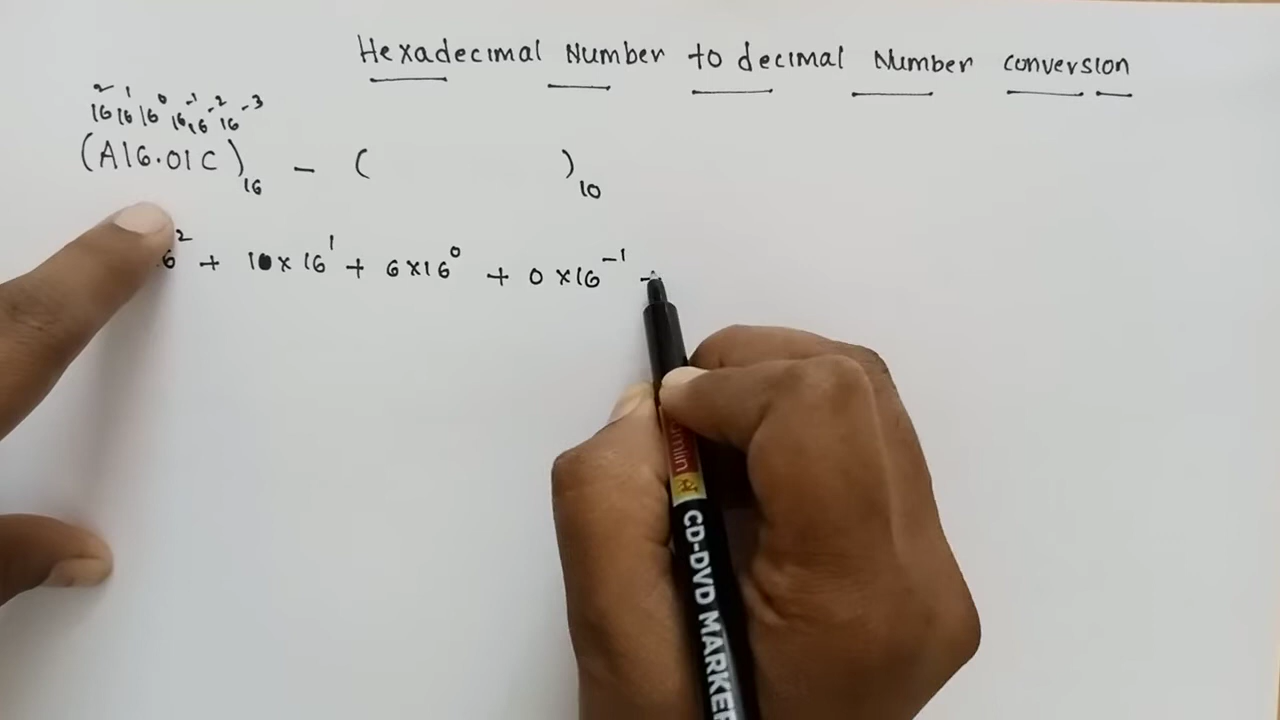 Hexadecimal Number to decimal Number conversion
16² 16¹ 16⁰ 16⁻¹ 16⁻² 16⁻³
(A16.01C)₁₆ – ( )₁₀
6² + 10×16¹ + 6×16⁰ + 0×16⁻¹
CD-DVD MARKER